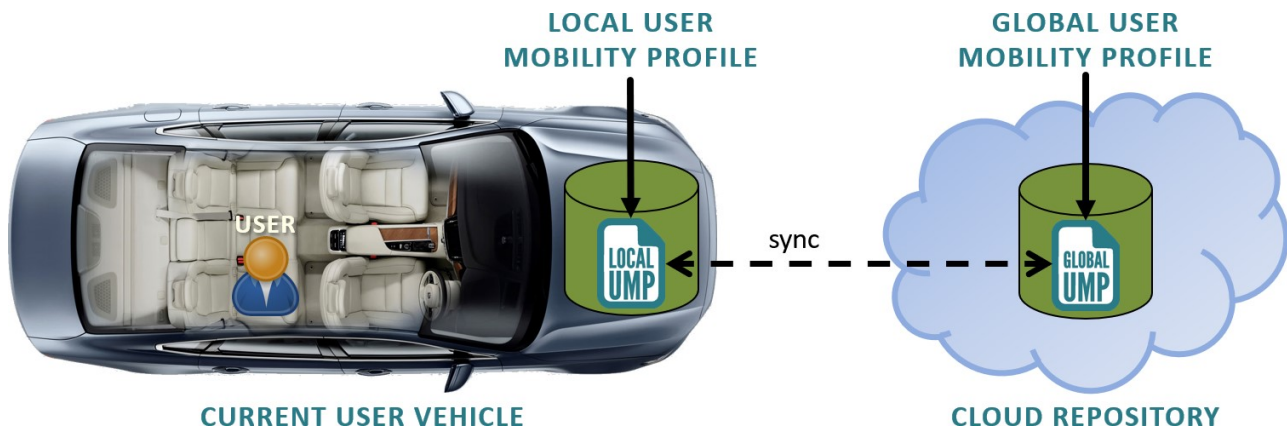 LOCAL USER
MOBILITY PROFILE
GLOBAL USER
MOBILITY PROFILE
USER
LOCAL
UMP
sync
GLOBAL
UMP
CURRENT USER VEHICLE
CLOUD REPOSITORY